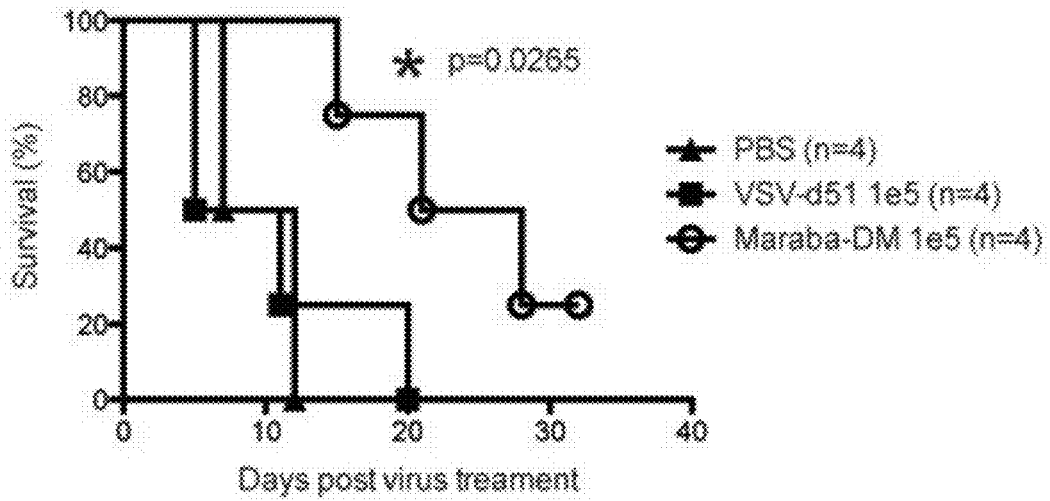 100
80
60
40
20
0
Survival (%)
* p=0.0265
PBS (n=4)
VSV-d51 1e5 (n=4)
Maraba-DM 1e5 (n=4)
0 10 20 30 40
Days post virus treament